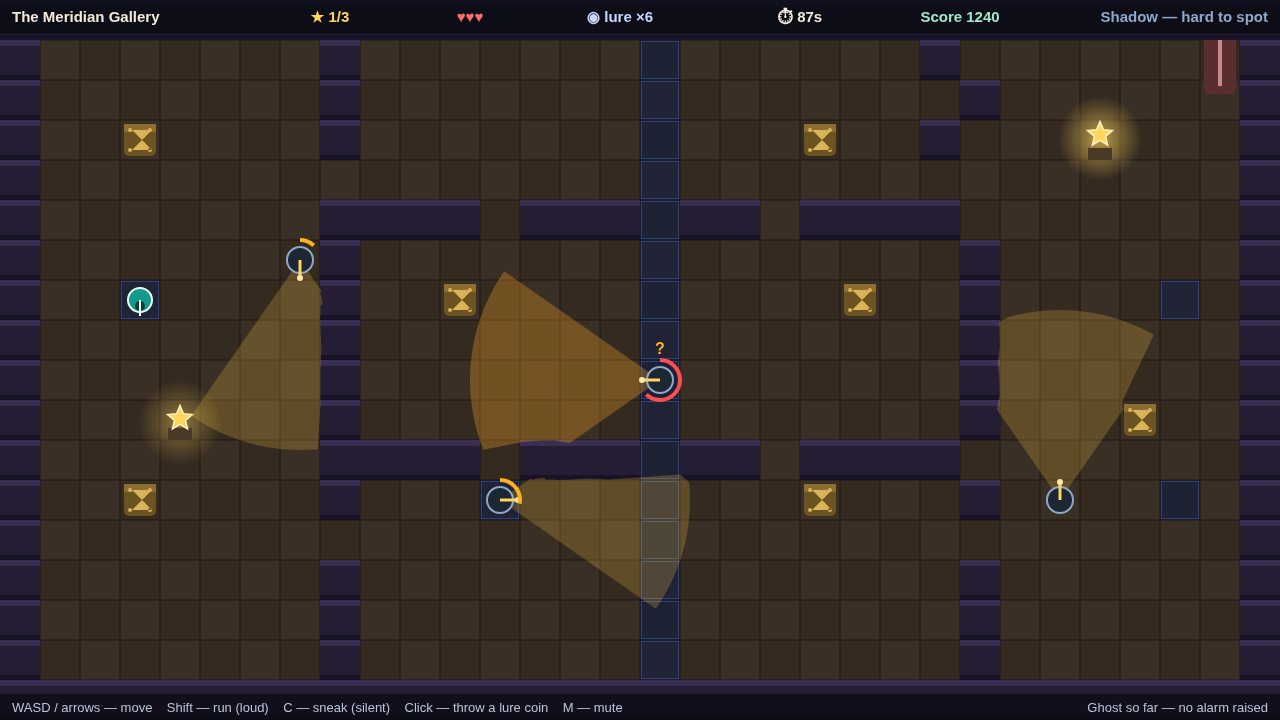 The Meridian Gallery ★ 1/3 ♥♥♥ ◉ lure ×6 ⏱ 87s Score 1240 Shadow — hard to spot
?
WASD / arrows — move Shift — run (loud) C — sneak (silent) Click — throw a lure coin M — mute Ghost so far — no alarm raised